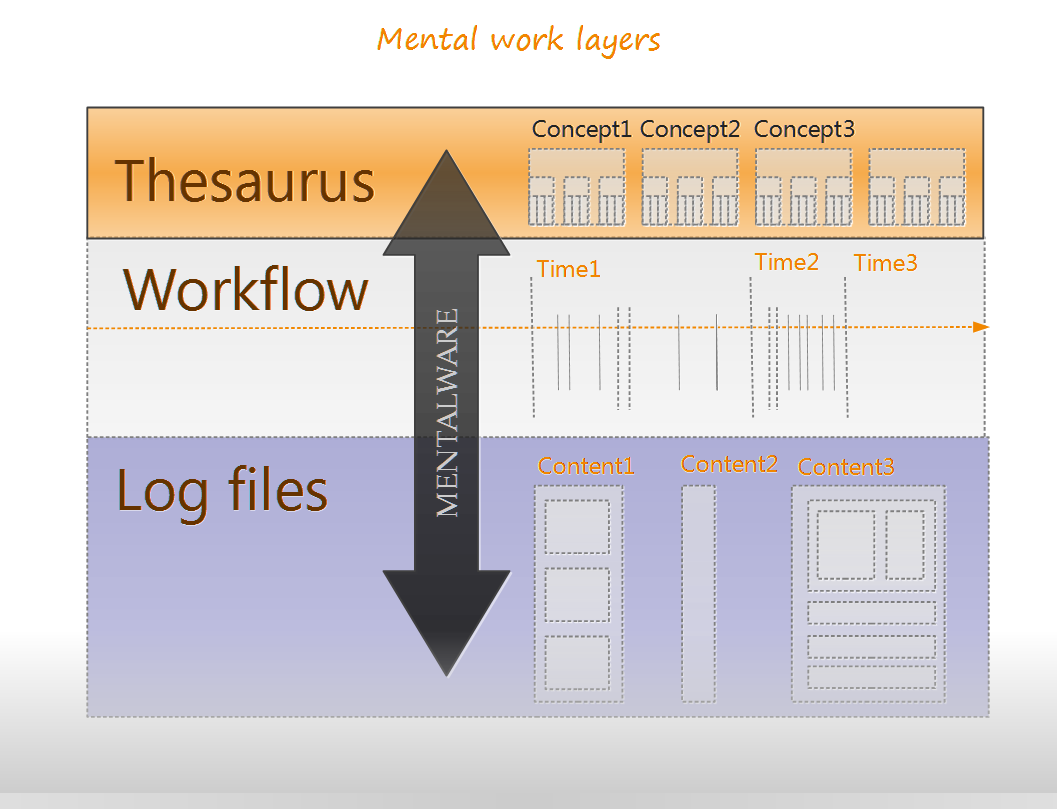 Mental work layers
Thesaurus
Concept1 Concept2 Concept3
Workflow
Time1 Time2 Time3
MENTALWARE
Log files
Content1 Content2 Content3